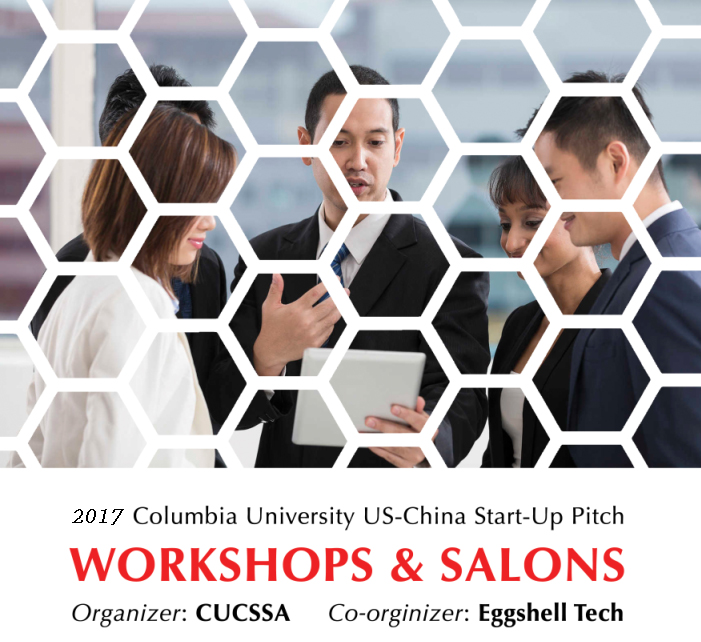 2017 Columbia University US-China Start-Up Pitch
WORKSHOPS & SALONS
Organizer: CUCSSA Co-orginizer: Eggshell Tech